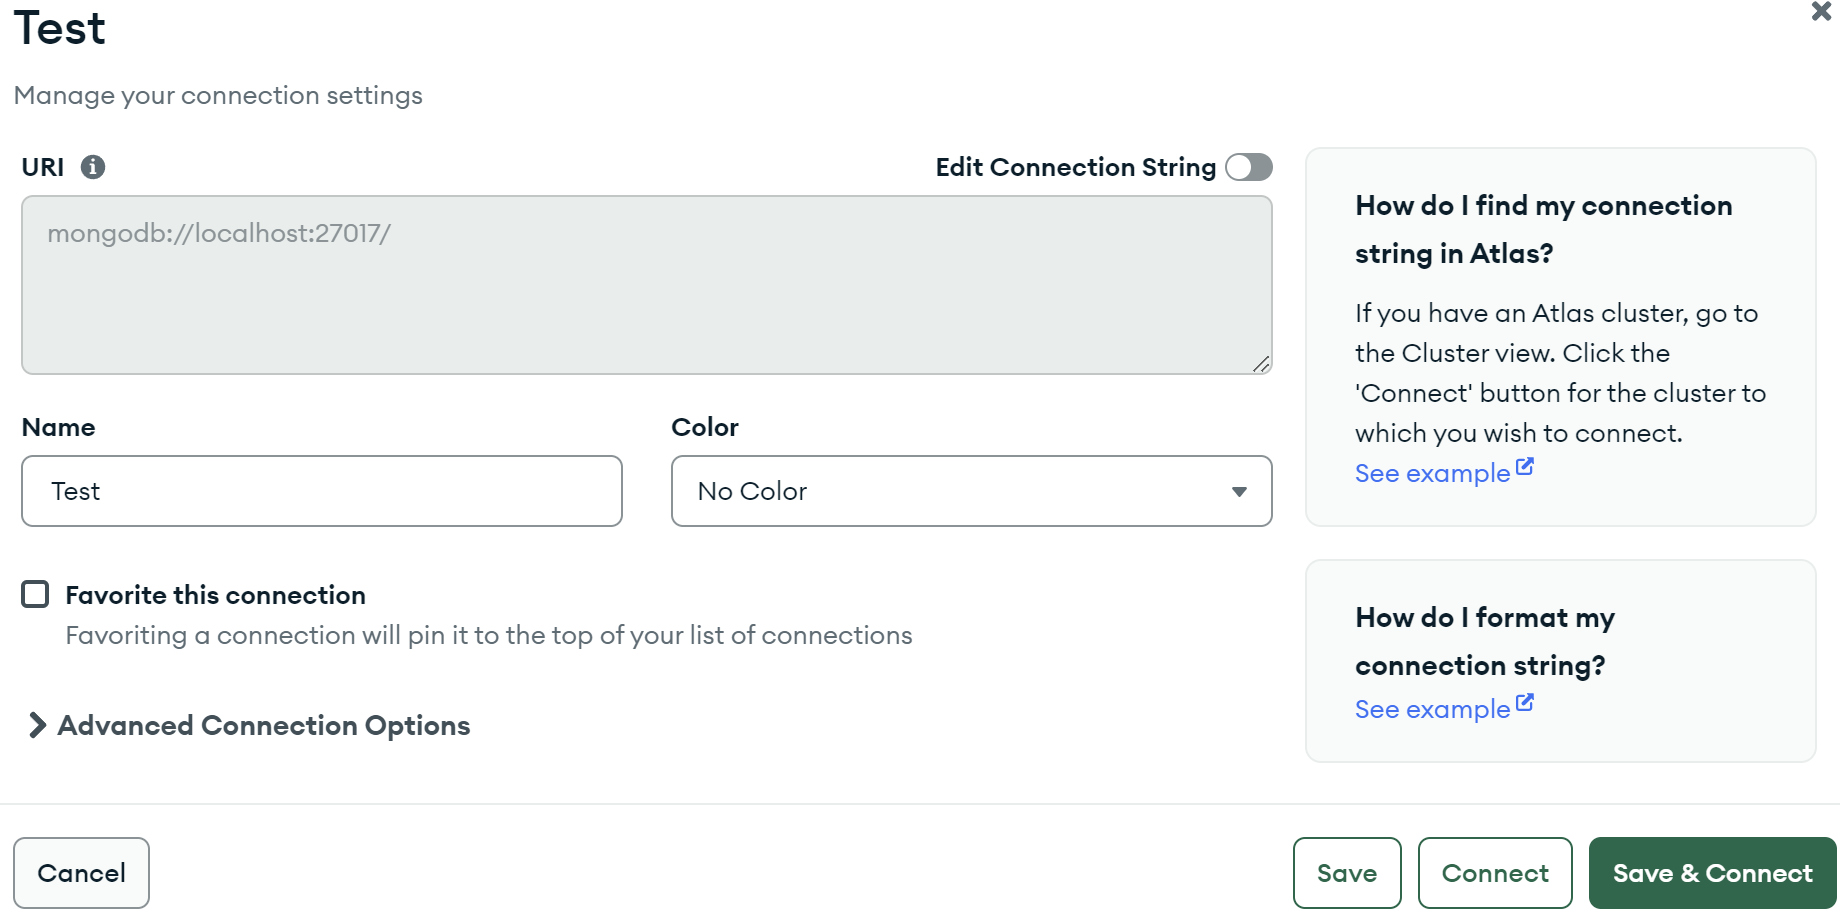 Test
Manage your connection settings
URI
Edit Connection String
mongodb://localhost:27017/
Name
Color
Test
No Color
Favorite this connection
Favoriting a connection will pin it to the top of your list of connections
Advanced Connection Options
How do I find my connection
string in Atlas?
If you have an Atlas cluster, go to
the Cluster view. Click the
'Connect' button for the cluster to
which you wish to connect.
See example
How do I format my
connection string?
See example
Cancel
Save
Connect
Save & Connect